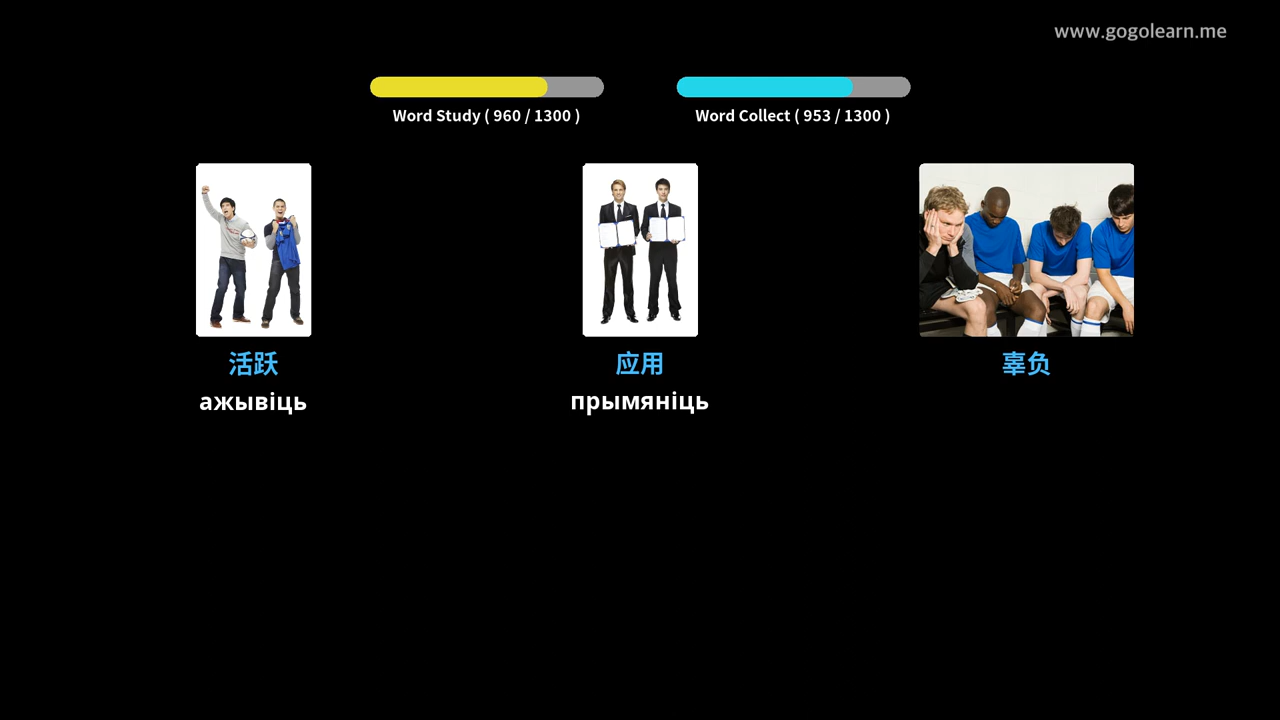 www.gogolearn.me
Word Study ( 960 / 1300 )
Word Collect ( 953 / 1300 )
活跃
应用
辜负
ажывіць
прымяніць